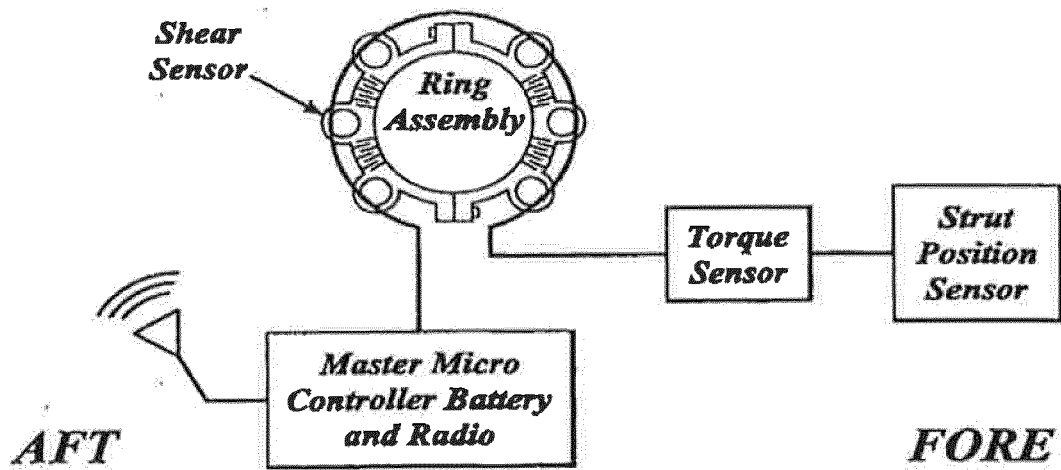 Shear
Sensor
Ring
Assembly
Torque
Sensor
Strut
Position
Sensor
Master Micro
Controller Battery
and Radio
AFT
FORE